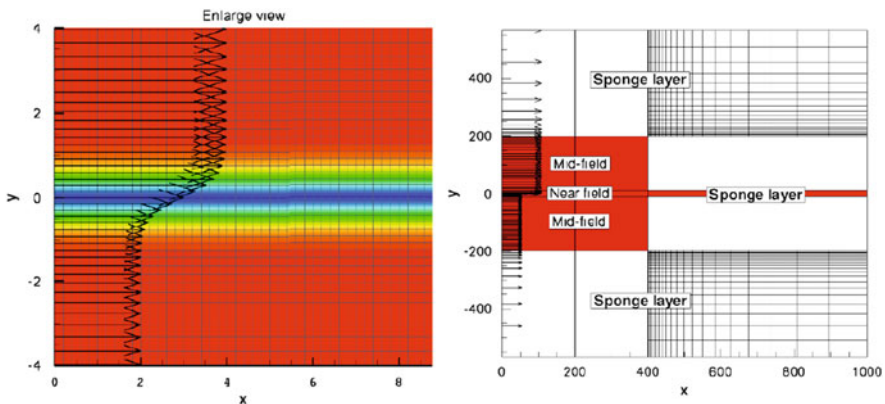 Enlarge view
4
2
0
-2
-4
y
0 2 4 6 8
x
400
200
0
-200
-400
y
0 200 400 600 800 1000
x
Sponge layer
Mid-field
Near field
Sponge layer
Mid-field
Sponge layer